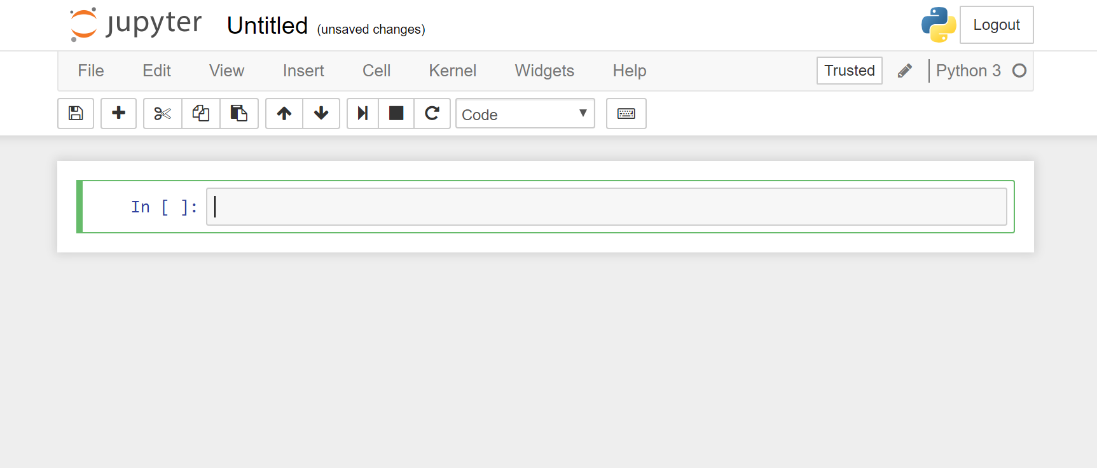 jupyter Untitled (unsaved changes) Logout
File Edit View Insert Cell Kernel Widgets Help Trusted Python 3
Code
In [ ]: